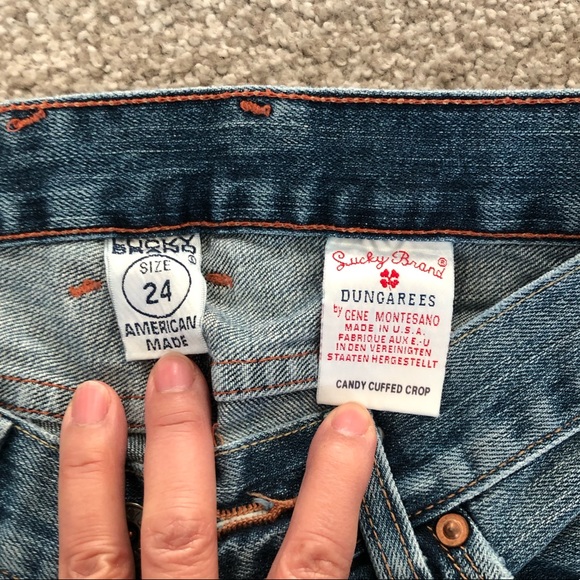 LUCKY
BRAND®
SIZE
24
AMERICAN
MADE
Lucky Brand®
DUNGAREES
by GENE MONTESANO
MADE IN U.S.A.
FABRIQUE AUX E.-U
IN DEN VEREINIGTEN
STAATEN HERGESTELLT
CANDY CUFFED CROP